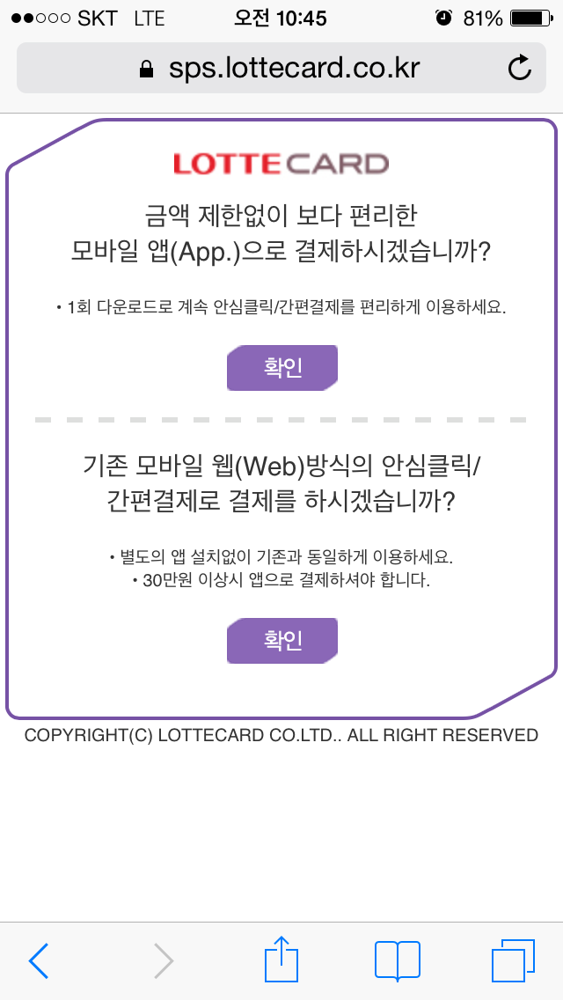 SKT LTE 오전 10:45 81%
sps.lottecard.co.kr
LOTTE CARD
금액 제한없이 보다 편리한
모바일 앱(App.)으로 결제하시겠습니까?
• 1회 다운로드로 계속 안심클릭/간편결제를 편리하게 이용하세요.
확인
기존 모바일 웹(Web)방식의 안심클릭/
간편결제로 결제를 하시겠습니까?
• 별도의 앱 설치없이 기존과 동일하게 이용하세요.
• 30만원 이상시 앱으로 결제하셔야 합니다.
확인
COPYRIGHT(C) LOTTECARD CO.LTD.. ALL RIGHT RESERVED